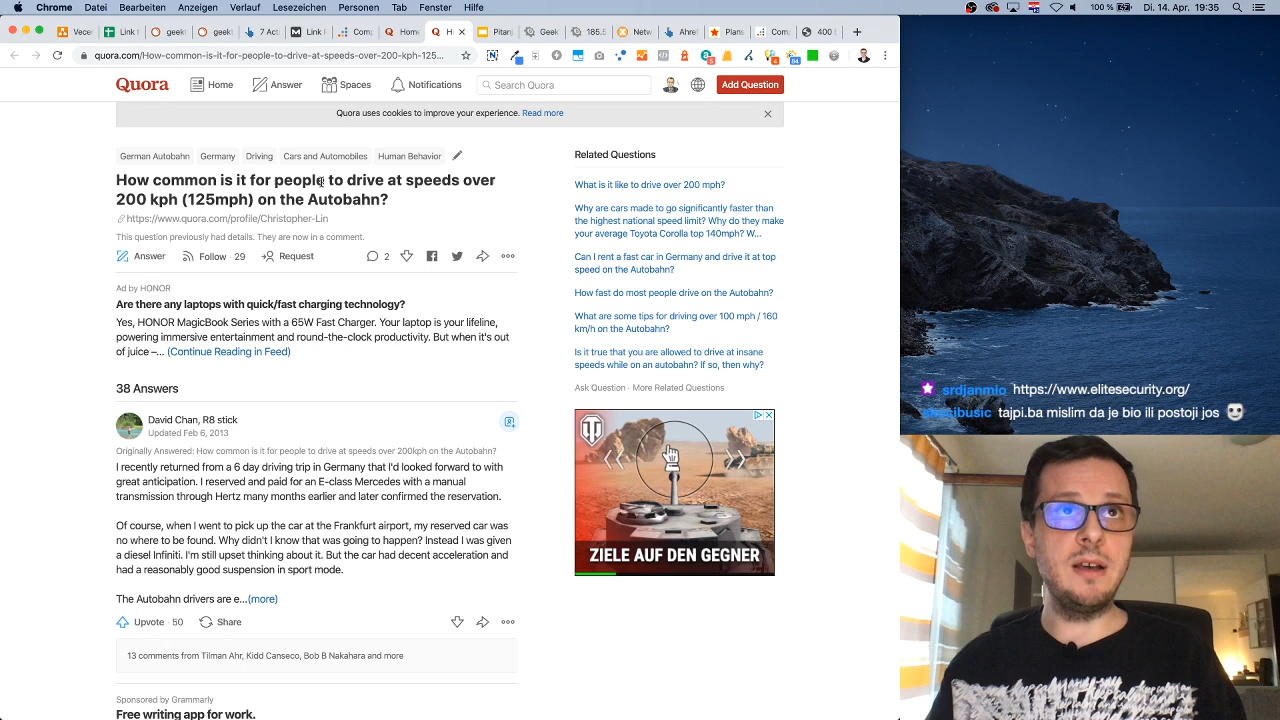 Chrome Datei Bearbeiten Anzeigen Verlauf Lesezeichen Personen Tab Fenster Hilfe
100 % Di. 14. Apr. 19:35
Vece Link geek geekt 7 Acti Link Comp Home H Pitanj Geek 185.5 Netw Ahre Plans Comp 400
quora.com/How-common-is-it-for-people-to-drive-at-speeds-over-200-kph-125...
Quora Home Answer Spaces Notifications Search Quora Add Question
Quora uses cookies to improve your experience. Read more
German Autobahn Germany Driving Cars and Automobiles Human Behavior
How common is it for people to drive at speeds over
200 kph (125mph) on the Autobahn?
https://www.quora.com/profile/Christopher-Lin
This question previously had details. They are now in a comment.
Answer Follow · 29 Request 2
Ad by HONOR
Are there any laptops with quick/fast charging technology?
Yes, HONOR MagicBook Series with a 65W Fast Charger. Your laptop is your lifeline,
powering immersive entertainment and round-the-clock productivity. But when it's out
of juice –... (Continue Reading in Feed)
38 Answers
David Chan, R8 stick
Updated Feb 6, 2013
Originally Answered: How common is it for people to drive at speeds over 200kph on the Autobahn?
I recently returned from a 6 day driving trip in Germany that I'd looked forward to with
great anticipation. I reserved and paid for an E-class Mercedes with a manual
transmission through Hertz many months earlier and later confirmed the reservation.
Of course, when I went to pick up the car at the Frankfurt airport, my reserved car was
no where to be found. Why didn't I know that was going to happen? Instead I was given
a diesel Infiniti. I'm still upset thinking about it. But the car had decent acceleration and
had a reasonably good suspension in sport mode.
The Autobahn drivers are e...(more)
Upvote · 50 Share
13 comments from Tilman Ahr, Kidd Canseco, Bob B Nakahara and more
Sponsored by Grammarly
Free writing app for work.
Related Questions
What is it like to drive over 200 mph?
Why are cars made to go significantly faster than
the highest national speed limit? Why do they make
your average Toyota Corolla top 140mph? W...
Can I rent a fast car in Germany and drive it at top
speed on the Autobahn?
How fast do most people drive on the Autobahn?
What are some tips for driving over 100 mph / 160
km/h on the Autobahn?
Is it true that you are allowed to drive at insane
speeds while on an autobahn? If so, then why?
Ask Question · More Related Questions
ZIELE AUF DEN GEGNER
srdjanmio https://www.elitesecurity.org/
tajpi.ba mislim da je bio ili postoji jos